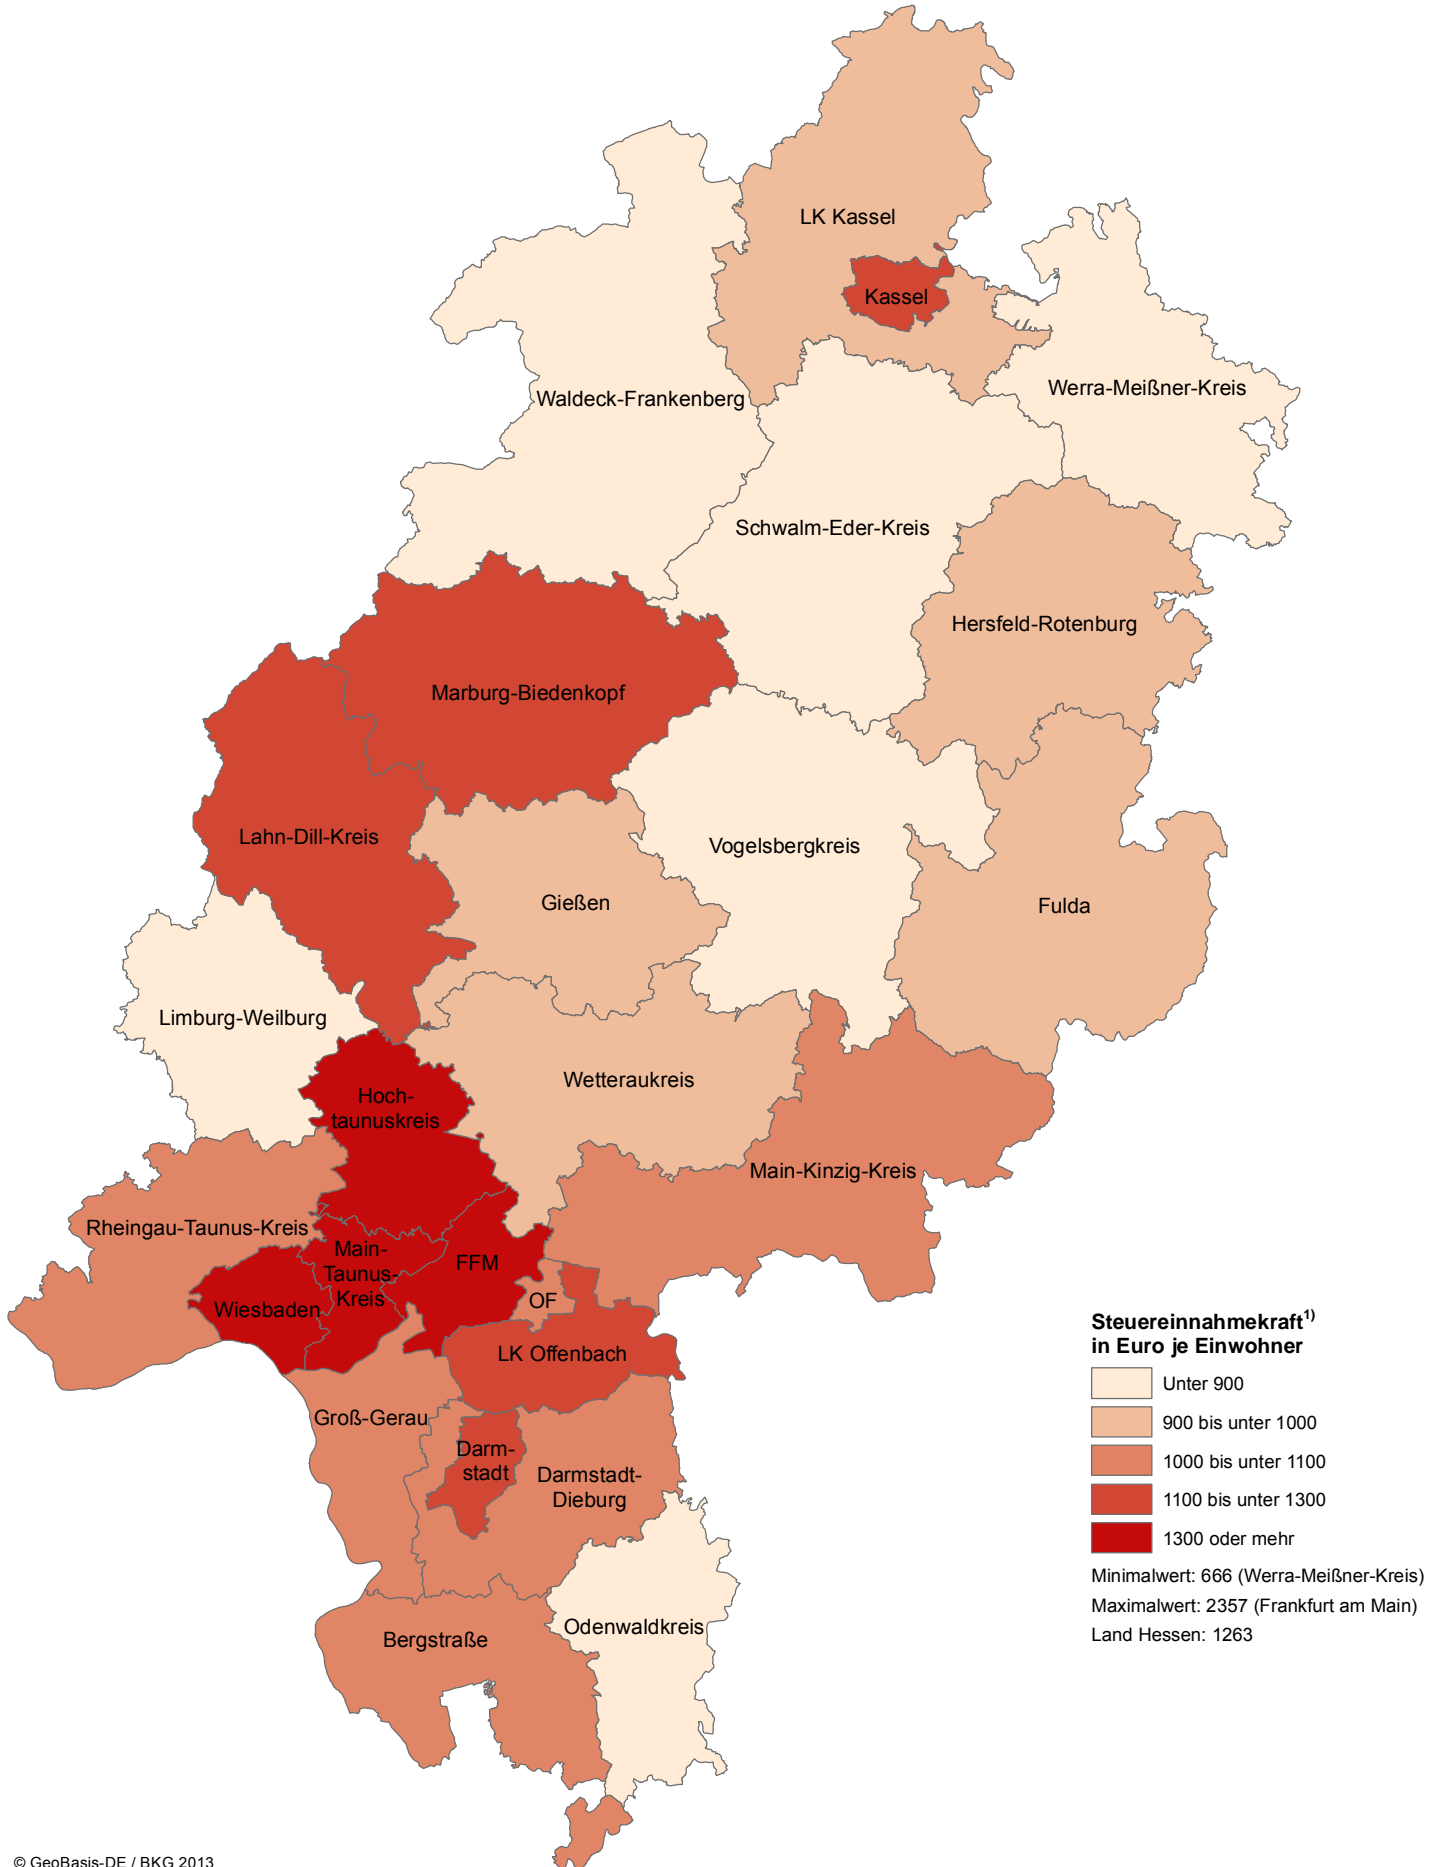 LK Kassel
Kassel
Werra-Meißner-Kreis
Waldeck-Frankenberg
Schwalm-Eder-Kreis
Hersfeld-Rotenburg
Marburg-Biedenkopf
Lahn-Dill-Kreis
Vogelsbergkreis
Gießen
Fulda
Limburg-Weilburg
Wetteraukreis
Hoch-
taunuskreis
Main-Kinzig-Kreis
Rheingau-Taunus-Kreis
Main-
Taunus-
Kreis
FFM
Wiesbaden
OF
LK Offenbach
Groß-Gerau
Darm-
stadt
Darmstadt-
Dieburg
Odenwaldkreis
Bergstraße
Steuereinnahmekraft1)
in Euro je Einwohner
Unter 900
900 bis unter 1000
1000 bis unter 1100
1100 bis unter 1300
1300 oder mehr
Minimalwert: 666 (Werra-Meißner-Kreis)
Maximalwert: 2357 (Frankfurt am Main)
Land Hessen: 1263
© GeoBasis-DE / BKG 2013